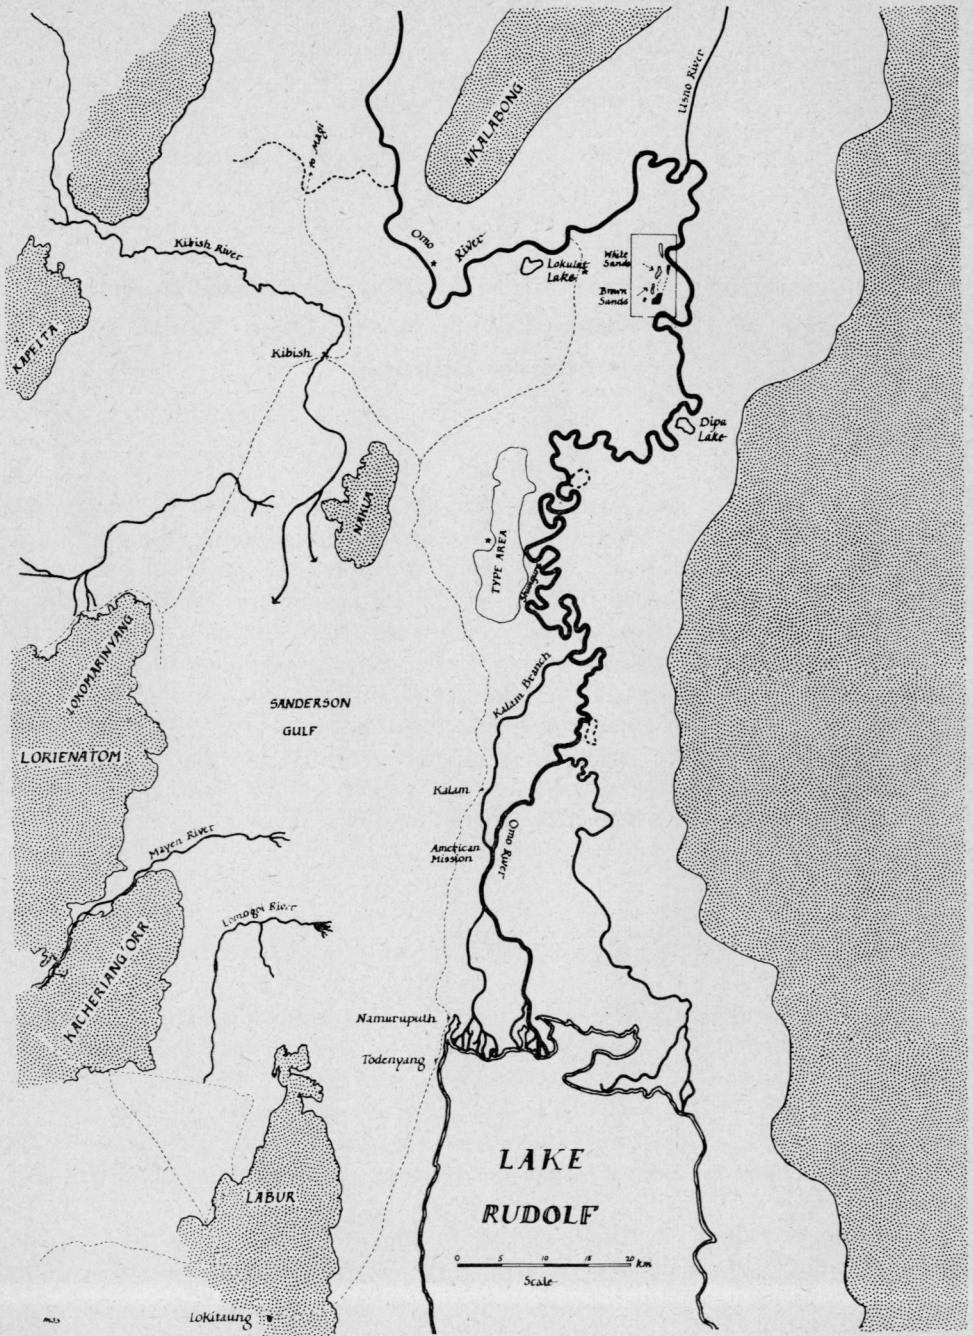 Usno River
NKALABONG
to Magi
Omo
River
Kibish River
Lokulat
Lake
White
Sands
Brown
Sands
KAPEITA
Kibish
Dipa
Lake
NAKUA
TYPE AREA
LOKOMARINYANG
Kalam Branch
SANDERSON
GULF
LORIENATOM
Kalam
Omo River
Mayen River
American
Mission
Lomogoi River
KACHERIANG'ORR
Namuruputh
Todenyang
LAKE
RUDOLF
LABUR
0 5 10 15 20 km
Scale
Lokitaung